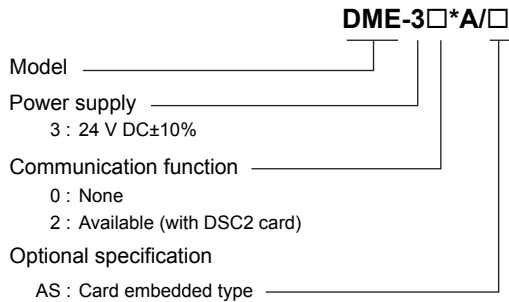 DME-3□*A/□
Model
Power supply
3 : 24 V DC±10%
Communication function
0 : None
2 : Available (with DSC2 card)
Optional specification
AS : Card embedded type